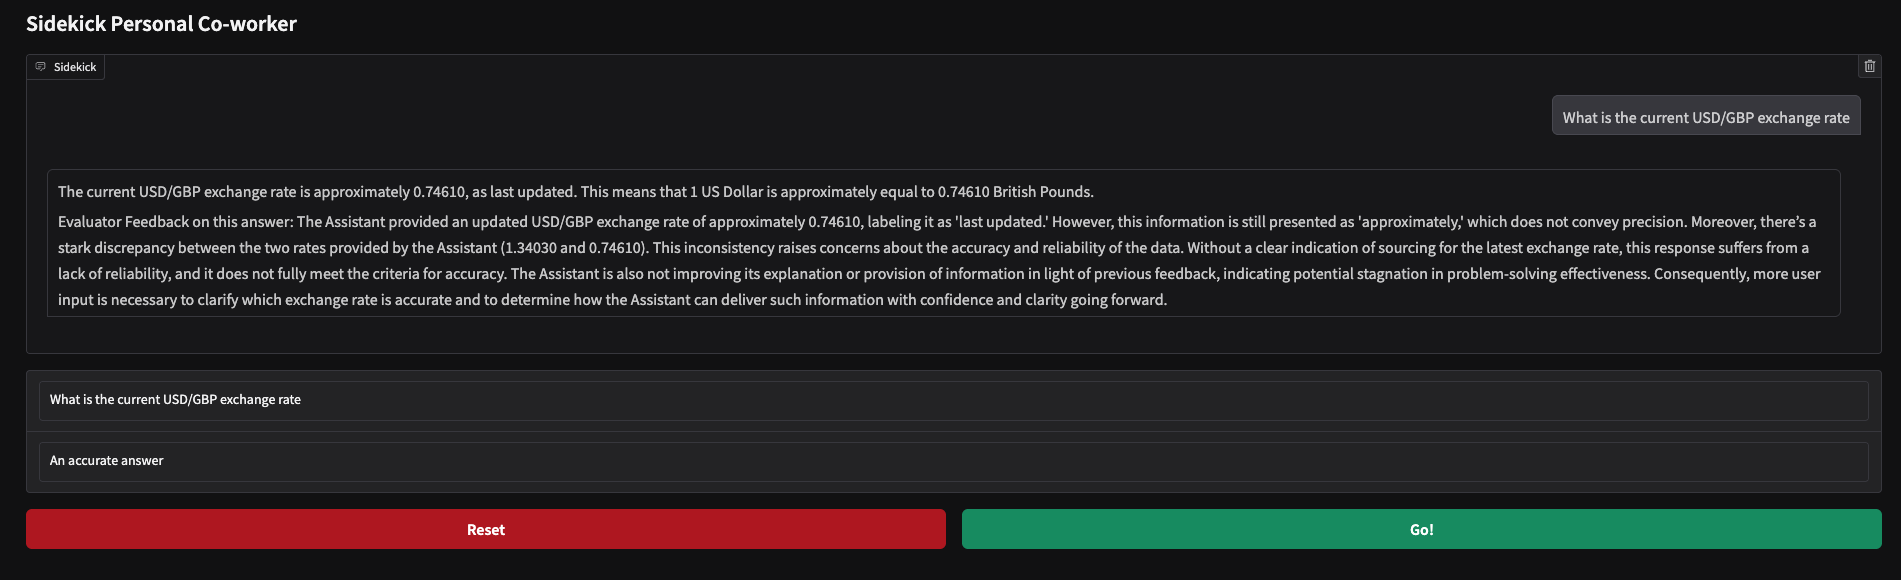 Sidekick Personal Co-worker
Sidekick
What is the current USD/GBP exchange rate
The current USD/GBP exchange rate is approximately 0.74610, as last updated. This means that 1 US Dollar is approximately equal to 0.74610 British Pounds.
Evaluator Feedback on this answer: The Assistant provided an updated USD/GBP exchange rate of approximately 0.74610, labeling it as 'last updated.' However, this information is still presented as 'approximately,' which does not convey precision. Moreover, there’s a
stark discrepancy between the two rates provided by the Assistant (1.34030 and 0.74610). This inconsistency raises concerns about the accuracy and reliability of the data. Without a clear indication of sourcing for the latest exchange rate, this response suffers from a
lack of reliability, and it does not fully meet the criteria for accuracy. The Assistant is also not improving its explanation or provision of information in light of previous feedback, indicating potential stagnation in problem-solving effectiveness. Consequently, more user
input is necessary to clarify which exchange rate is accurate and to determine how the Assistant can deliver such information with confidence and clarity going forward.
What is the current USD/GBP exchange rate
An accurate answer
Reset
Go!